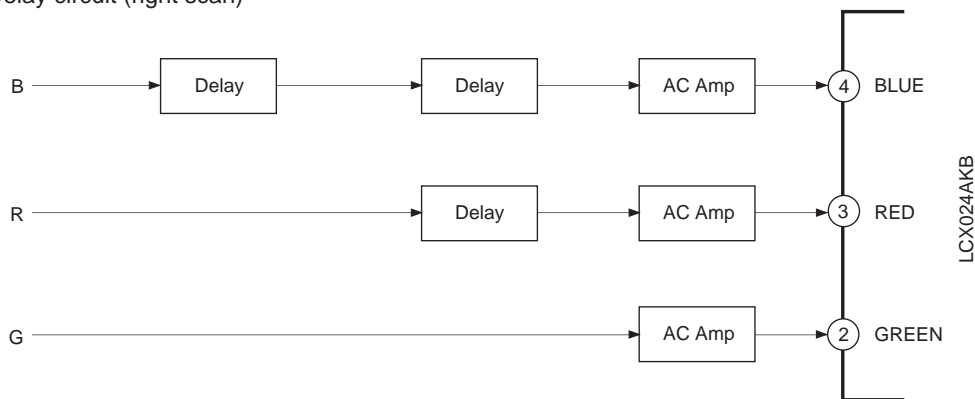 elay circuit (right scan)
B Delay Delay AC Amp 4 BLUE
R Delay AC Amp 3 RED
G AC Amp 2 GREEN
LCX024AKB